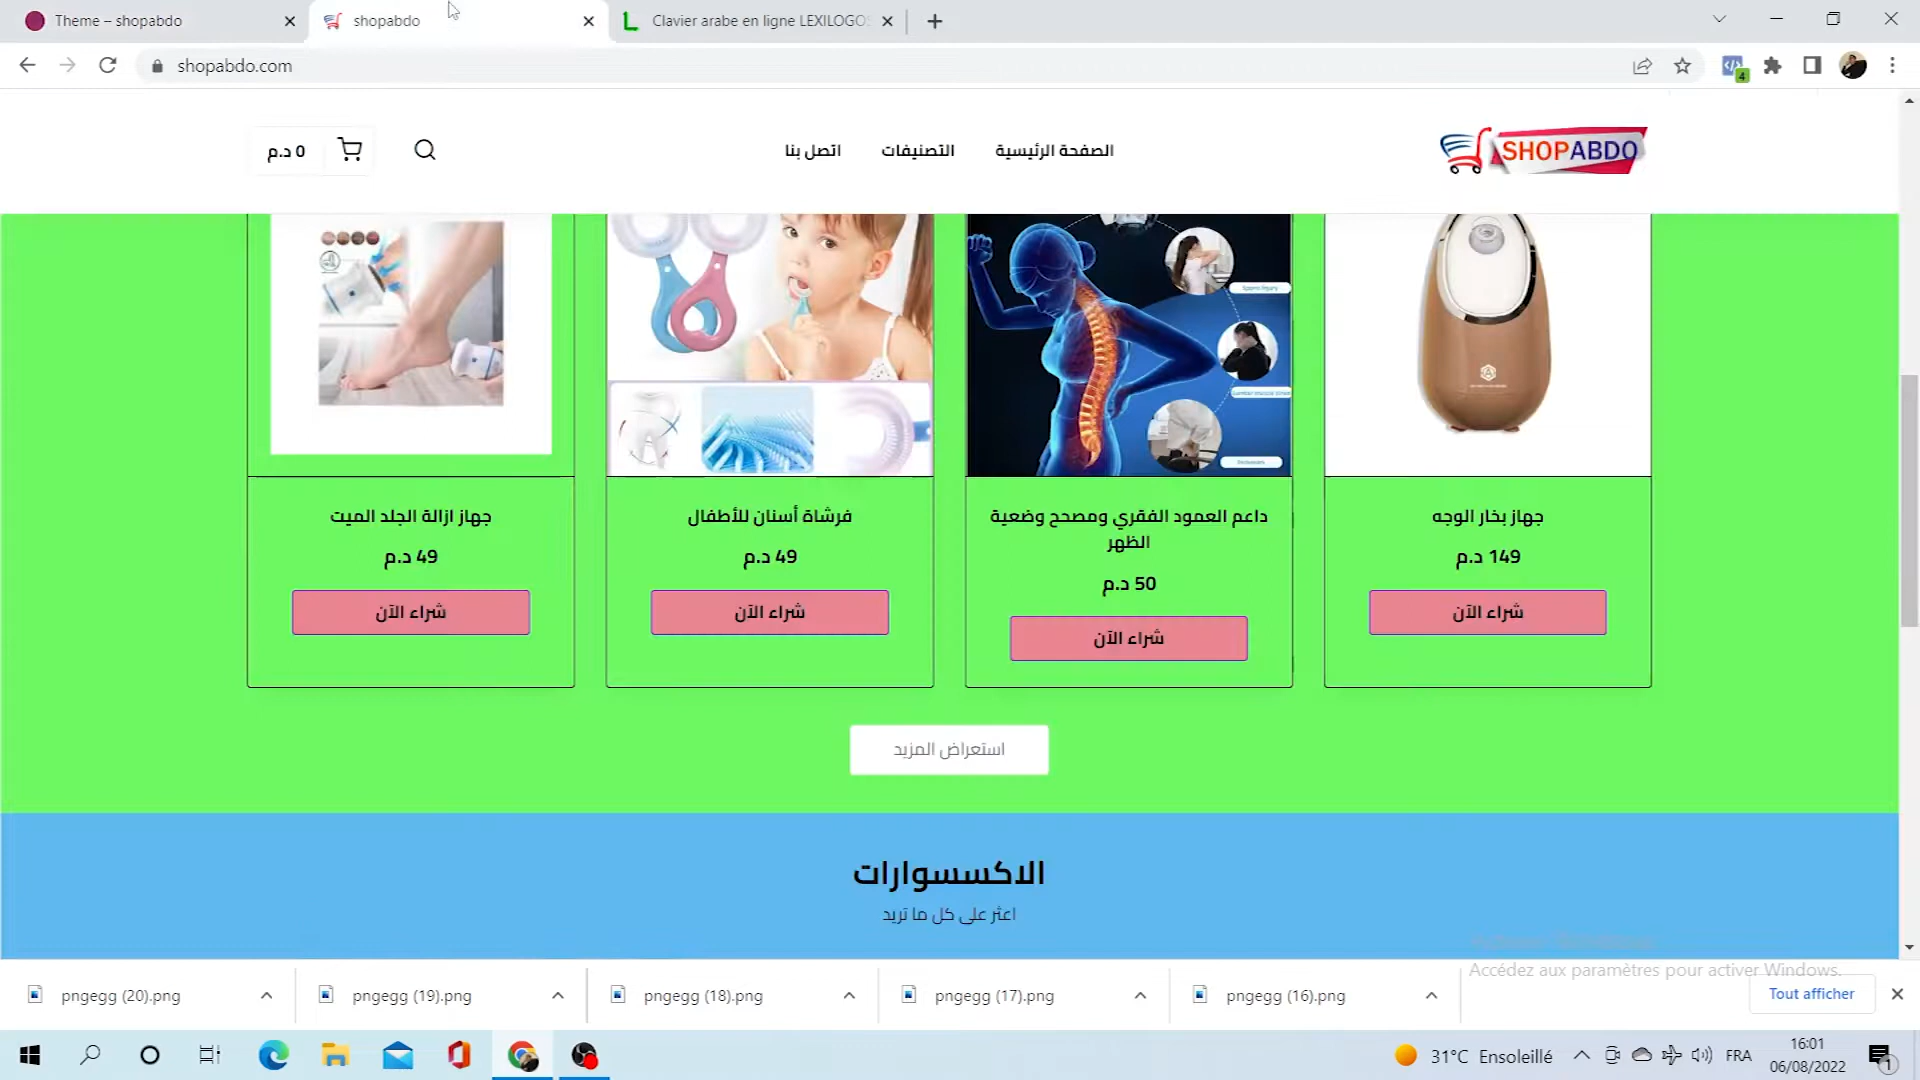 Theme – shopabdo
shopabdo
Clavier arabe en ligne LEXILOGOS
shopabdo.com
4
الصفحة الرئيسية
التصنيفات
اتصل بنا
0 د.م
SHOPABDO
جهاز ازالة الجلد الميت
49 د.م
شراء الآن
فرشاة أسنان للأطفال
49 د.م
شراء الآن
داعم العمود الفقري ومصحح وضعية
الظهر
50 د.م
شراء الآن
جهاز بخار الوجه
149 د.م
شراء الآن
استعراض المزيد
الاكسسوارات
اعثر على كل ما تريد
Accédez aux paramètres pour activer Windows.
pngegg (20).png
pngegg (19).png
pngegg (18).png
pngegg (17).png
pngegg (16).png
Tout afficher
31°C Ensoleillé
FRA
16:01
06/08/2022
1